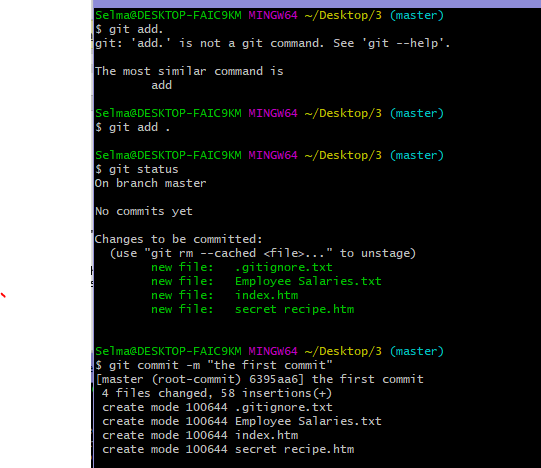 Selma@DESKTOP-FAIC9KM MINGW64 ~/Desktop/3 (master)
$ git add.
git: 'add.' is not a git command. See 'git --help'.
The most similar command is
add
Selma@DESKTOP-FAIC9KM MINGW64 ~/Desktop/3 (master)
$ git add .
Selma@DESKTOP-FAIC9KM MINGW64 ~/Desktop/3 (master)
$ git status
On branch master
No commits yet
Changes to be committed:
(use "git rm --cached <file>..." to unstage)
new file: .gitignore.txt
new file: Employee Salaries.txt
new file: index.htm
new file: secret recipe.htm
Selma@DESKTOP-FAIC9KM MINGW64 ~/Desktop/3 (master)
$ git commit -m "the first commit"
[master (root-commit) 6395aa6] the first commit
4 files changed, 58 insertions(+)
create mode 100644 .gitignore.txt
create mode 100644 Employee Salaries.txt
create mode 100644 index.htm
create mode 100644 secret recipe.htm